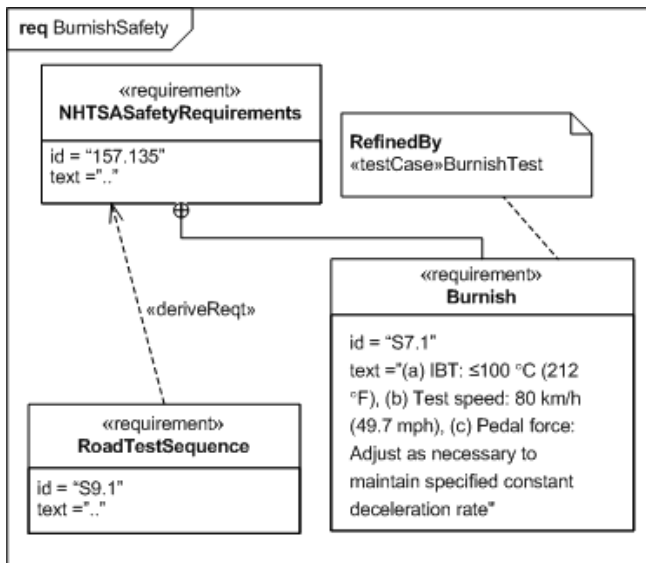 req BurnishSafety
«requirement»
NHTSASafetyRequirements
id = “157.135”
text =”..”
RefinedBy
«testCase»BurnishTest
«deriveReqt»
«requirement»
Burnish
id = “S7.1”
text =”(a) IBT: ≤100 °C (212
°F), (b) Test speed: 80 km/h
(49.7 mph), (c) Pedal force:
Adjust as necessary to
maintain specified constant
deceleration rate"
«requirement»
RoadTestSequence
id = “S9.1”
text =”..”